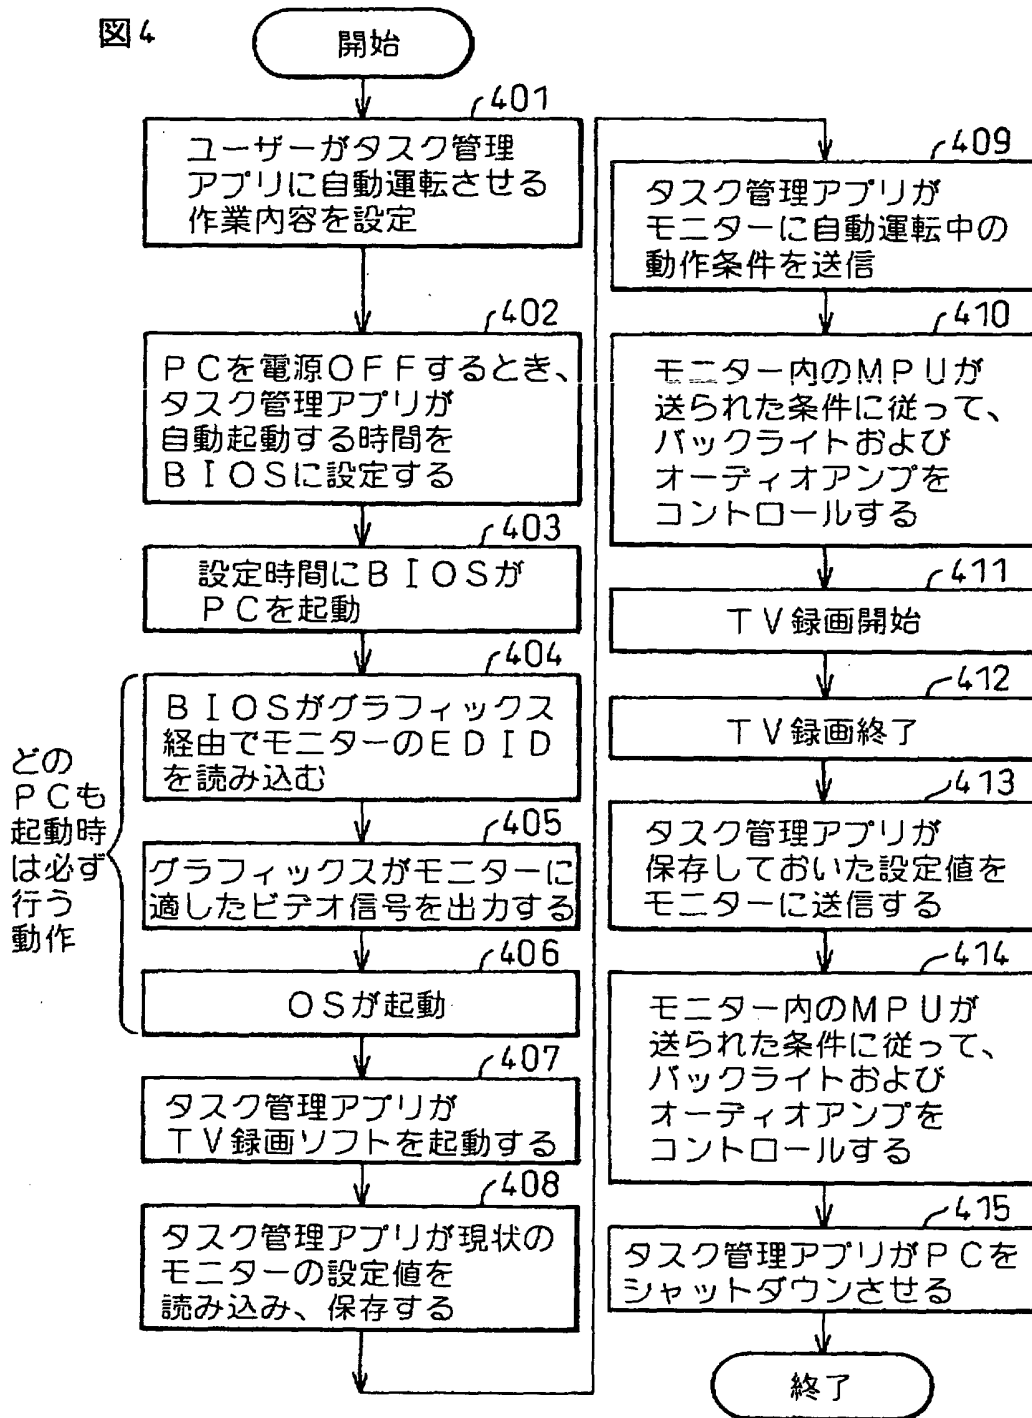 図4
開始
401
ユーザーがタスク管理
アプリに自動運転させる
作業内容を設定
402
PCを電源OFFするとき、
タスク管理アプリが
自動起動する時間を
BIOSに設定する
403
設定時間にBIOSが
PCを起動
404
BIOSがグラフィックス
経由でモニターのEDID
を読み込む
405
グラフィックスがモニターに
適したビデオ信号を出力する
406
OSが起動
どの
PCも
起動時
は必ず
行う
動作
407
タスク管理アプリが
TV録画ソフトを起動する
408
タスク管理アプリが現状の
モニターの設定値を
読み込み、保存する
409
タスク管理アプリが
モニターに自動運転中の
動作条件を送信
410
モニター内のMPUが
送られた条件に従って、
バックライトおよび
オーディオアンプを
コントロールする
411
TV録画開始
412
TV録画終了
413
タスク管理アプリが
保存しておいた設定値を
モニターに送信する
414
モニター内のMPUが
送られた条件に従って、
バックライトおよび
オーディオアンプを
コントロールする
415
タスク管理アプリがPCを
シャットダウンさせる
終了